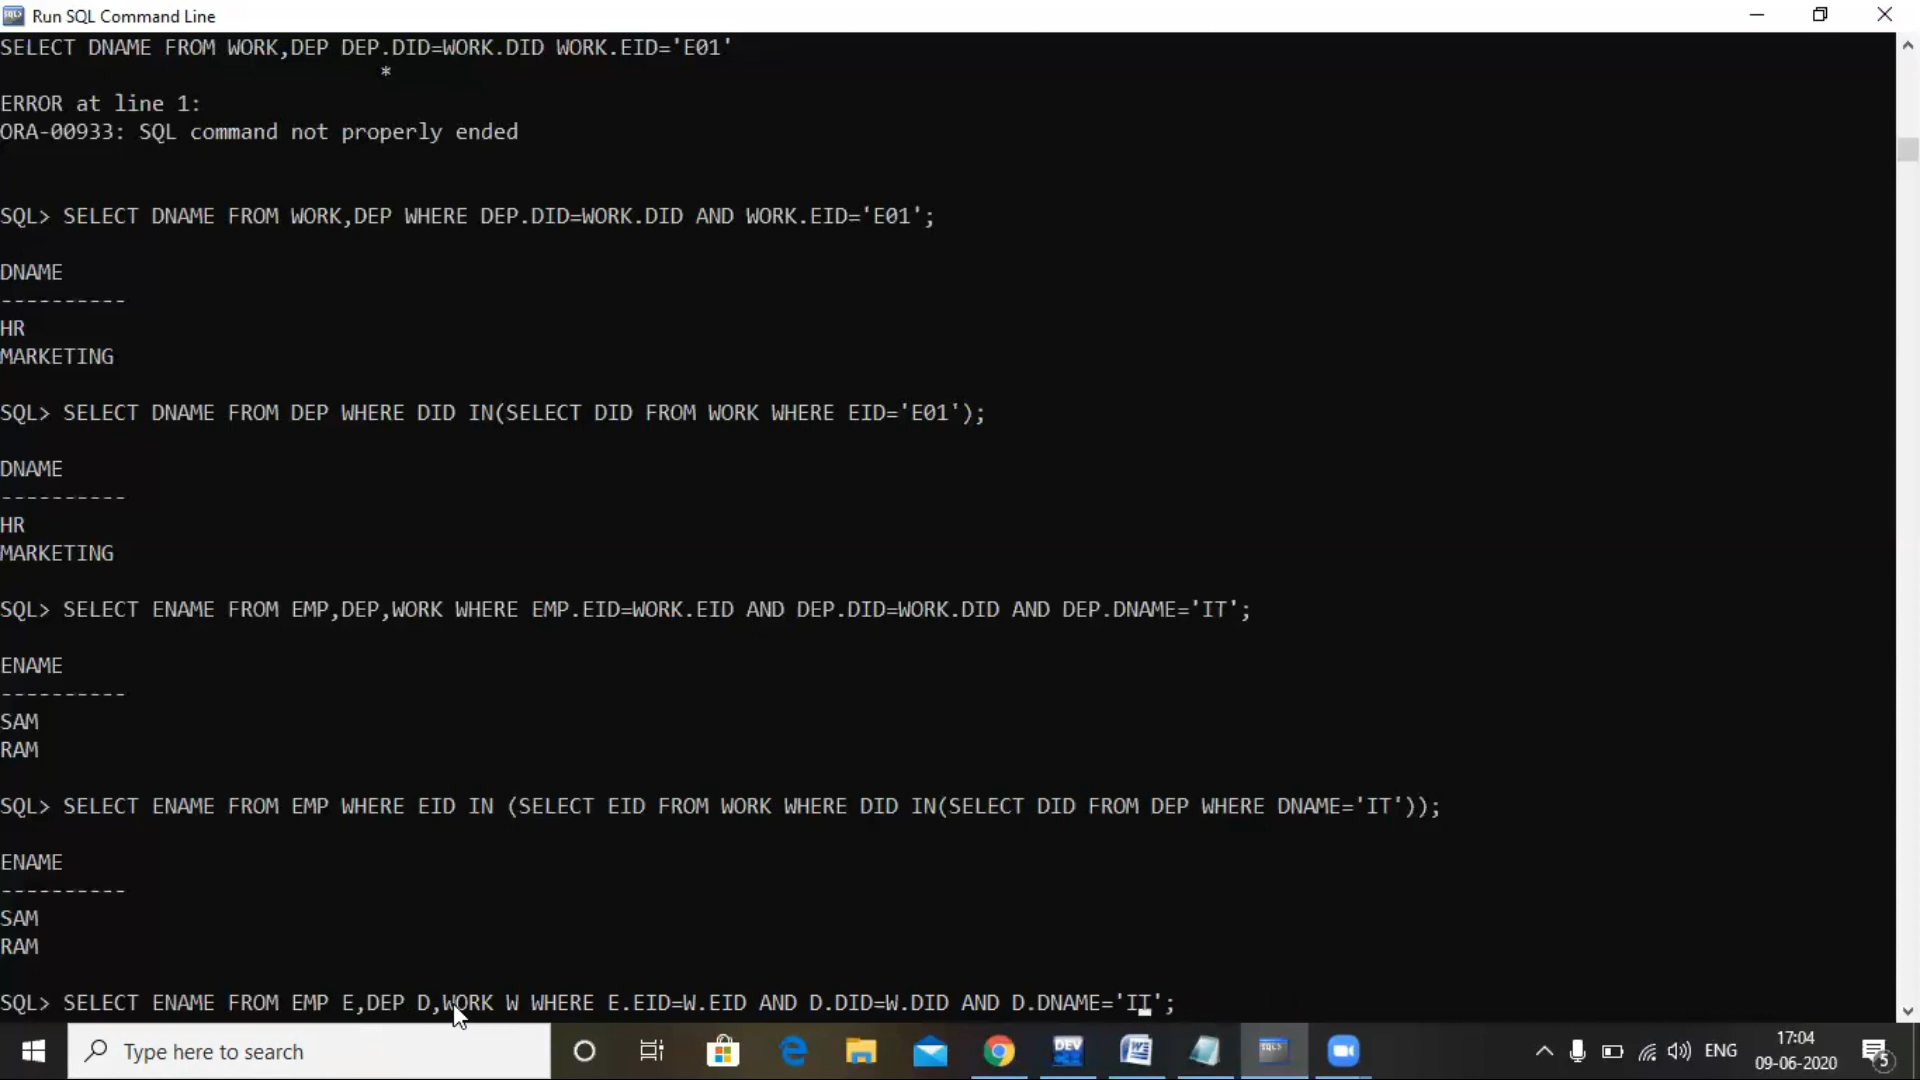 Run SQL Command Line
SELECT DNAME FROM WORK,DEP DEP.DID=WORK.DID WORK.EID='E01'
*
ERROR at line 1:
ORA-00933: SQL command not properly ended
SQL> SELECT DNAME FROM WORK,DEP WHERE DEP.DID=WORK.DID AND WORK.EID='E01';
DNAME
----------
HR
MARKETING
SQL> SELECT DNAME FROM DEP WHERE DID IN(SELECT DID FROM WORK WHERE EID='E01');
DNAME
----------
HR
MARKETING
SQL> SELECT ENAME FROM EMP,DEP,WORK WHERE EMP.EID=WORK.EID AND DEP.DID=WORK.DID AND DEP.DNAME='IT';
ENAME
----------
SAM
RAM
SQL> SELECT ENAME FROM EMP WHERE EID IN (SELECT EID FROM WORK WHERE DID IN(SELECT DID FROM DEP WHERE DNAME='IT'));
ENAME
----------
SAM
RAM
SQL> SELECT ENAME FROM EMP E,DEP D,WORK W WHERE E.EID=W.EID AND D.DID=W.DID AND D.DNAME='IT';
Type here to search
DEV
SQL>
ENG
17:04
09-06-2020
5